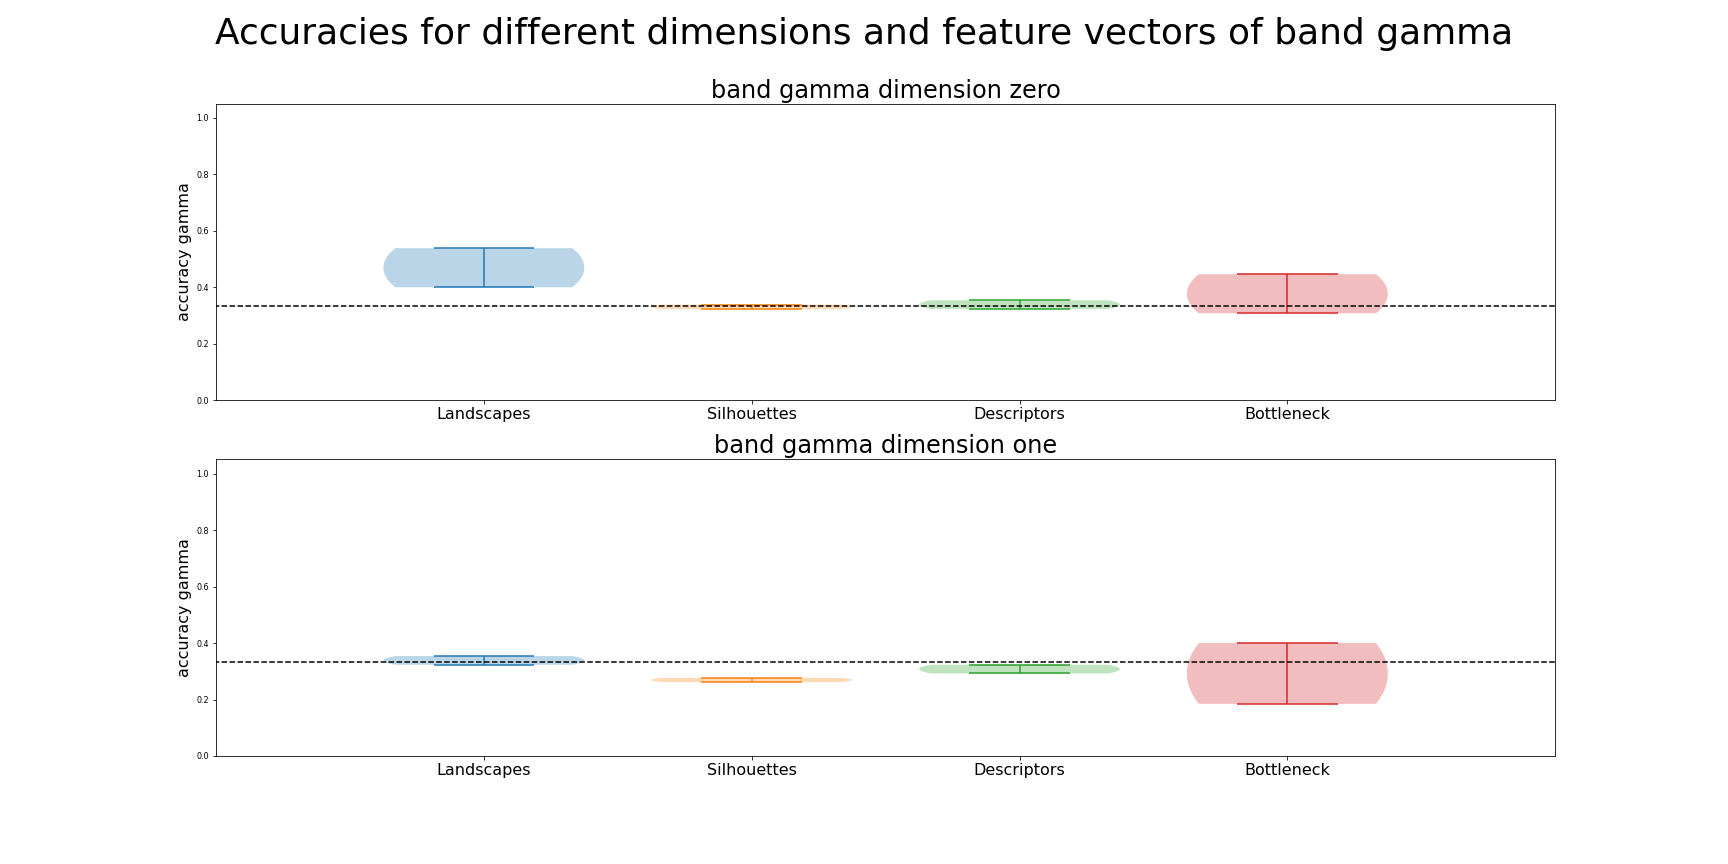 Accuracies for different dimensions and feature vectors of band gamma
band gamma dimension zero
accuracy gamma
1.0
0.8
0.6
0.4
0.2
0.0
Landscapes Silhouettes Descriptors Bottleneck
band gamma dimension one
accuracy gamma
1.0
0.8
0.6
0.4
0.2
0.0
Landscapes Silhouettes Descriptors Bottleneck